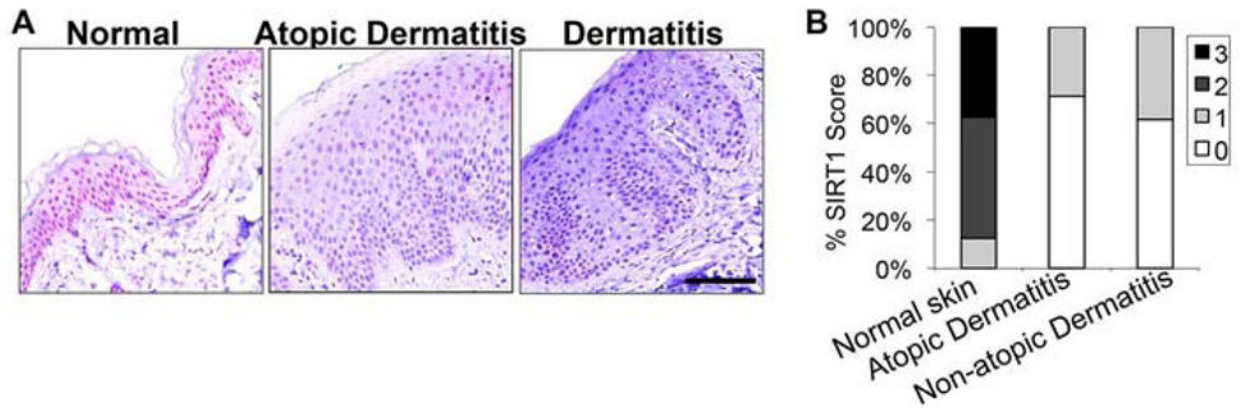 A
Normal
Atopic Dermatitis
Dermatitis
B
% SIRT1 Score
100%
80%
60%
40%
20%
0%
3
2
1
0
Normal skin
Atopic Dermatitis
Non-atopic Dermatitis